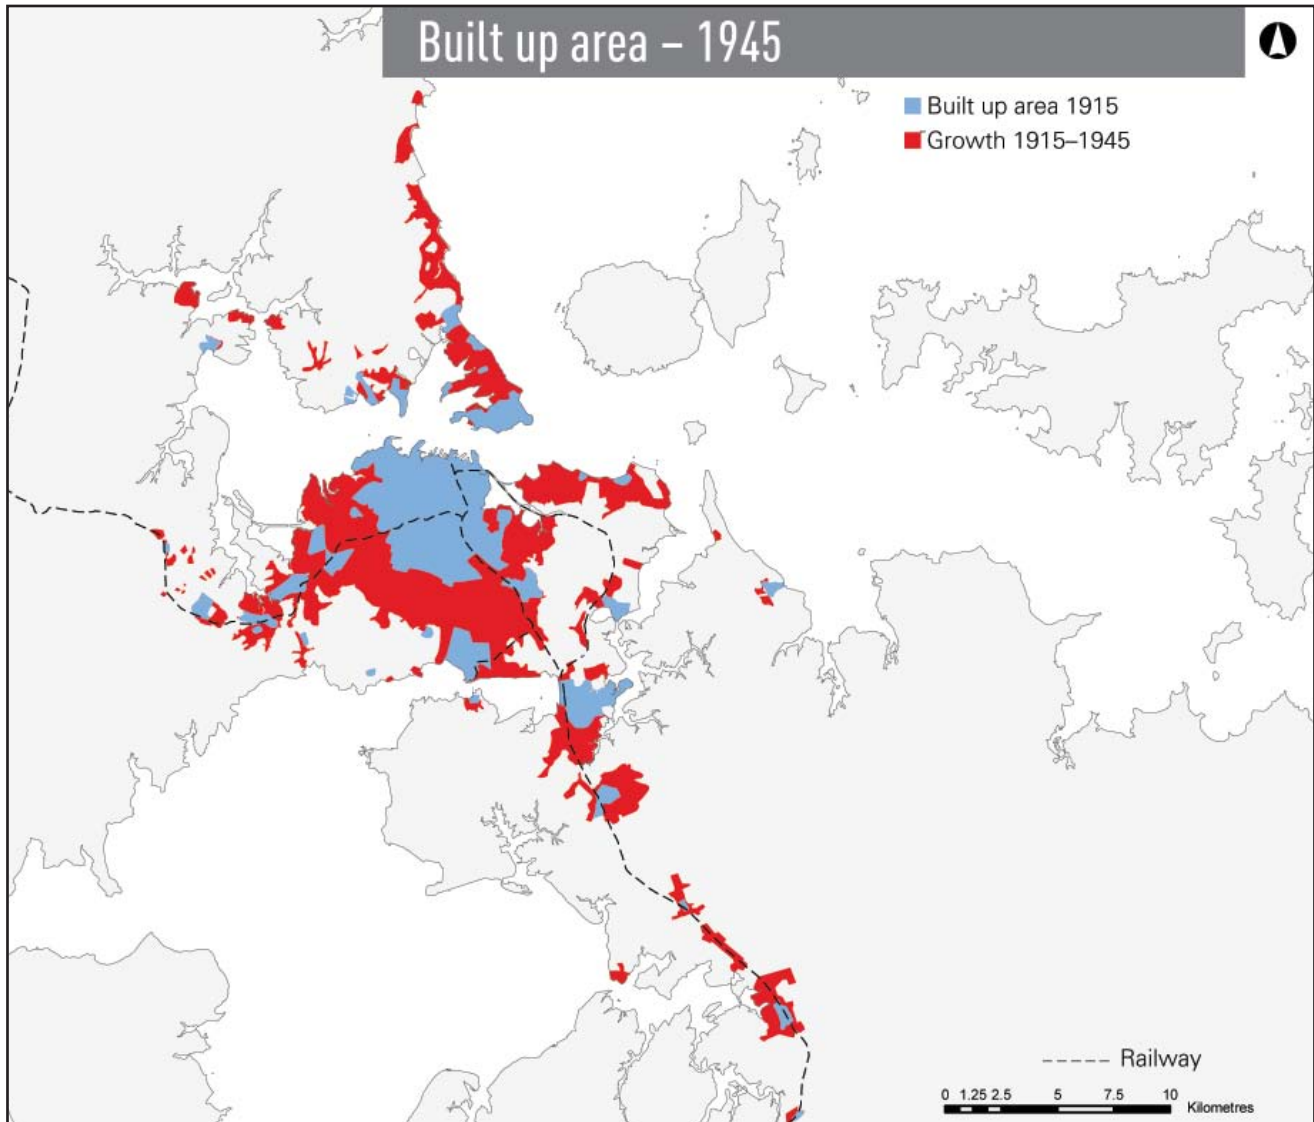 Built up area – 1945
Built up area 1915
Growth 1915–1945
Railway
0 1.25 2.5 5 7.5 10
Kilometres